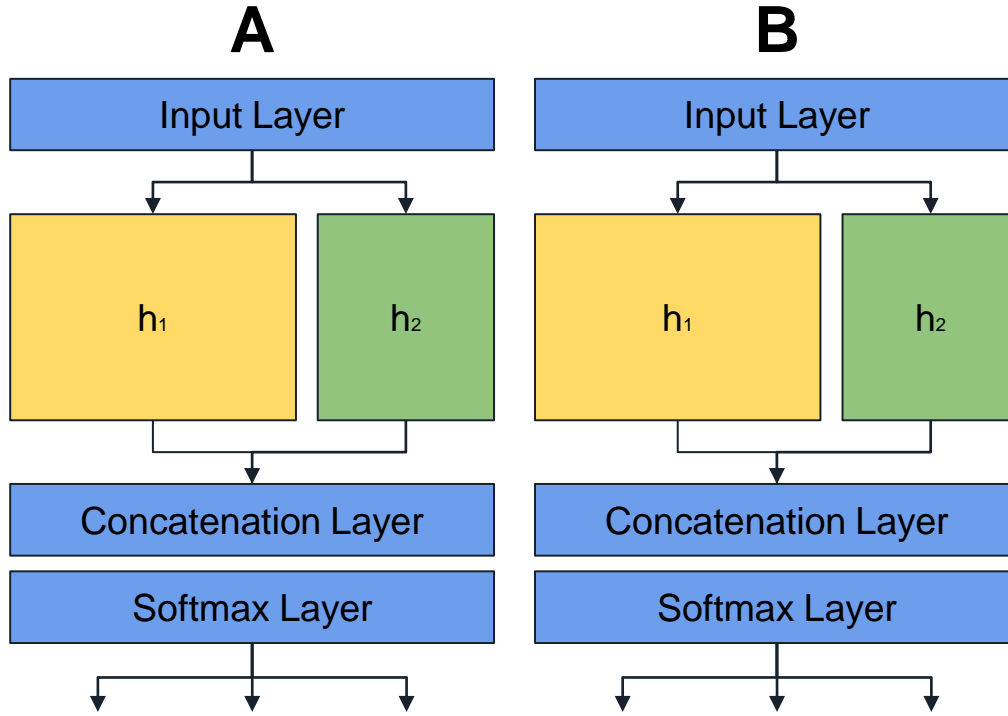 A
Input Layer
h₁
h₂
Concatenation Layer
Softmax Layer
B
Input Layer
h₁
h₂
Concatenation Layer
Softmax Layer